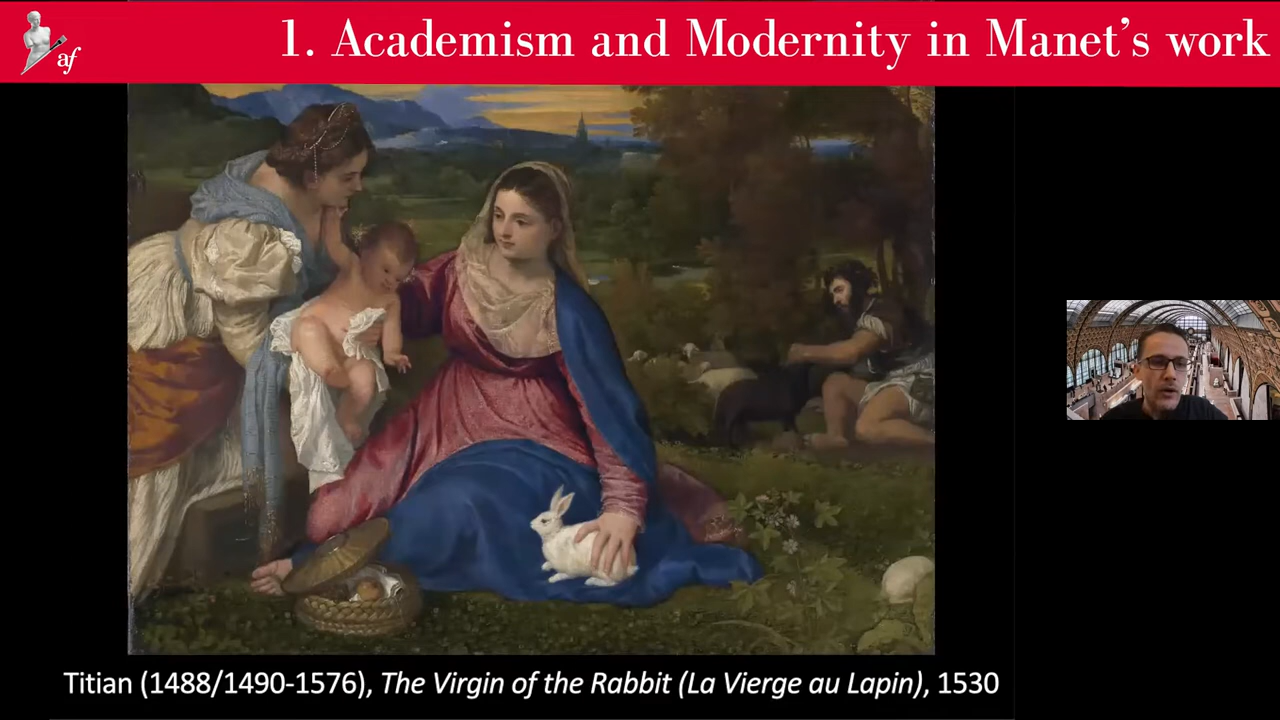 af
1. Academism and Modernity in Manet's work
Titian (1488/1490-1576), The Virgin of the Rabbit (La Vierge au Lapin), 1530